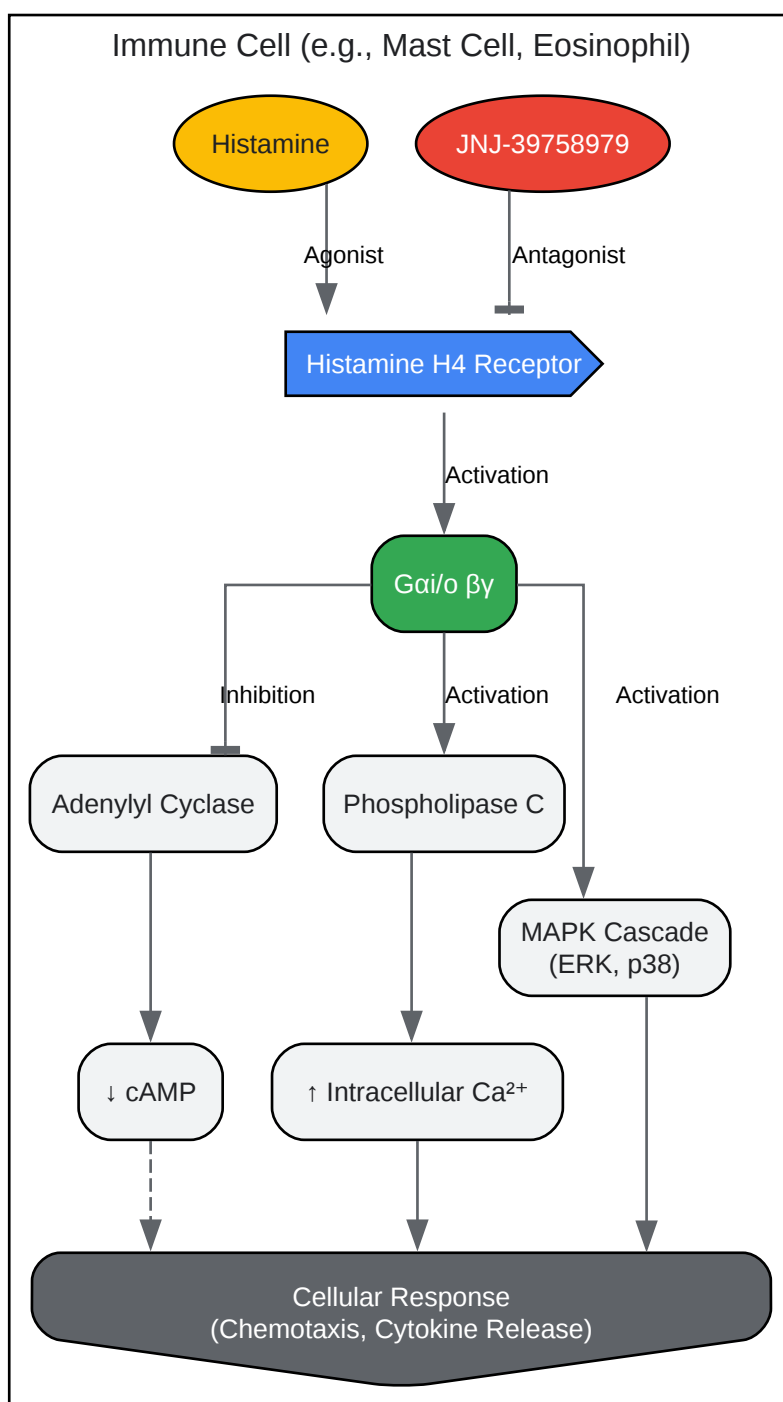 Immune Cell (e.g., Mast Cell, Eosinophil)
Histamine
JNJ-39758979
Agonist
Antagonist
Histamine H4 Receptor
Activation
Gαi/o βγ
Inhibition
Activation
Activation
Adenylyl Cyclase
Phospholipase C
MAPK Cascade
(ERK, p38)
↓ cAMP
↑ Intracellular Ca²⁺
Cellular Response
(Chemotaxis, Cytokine Release)